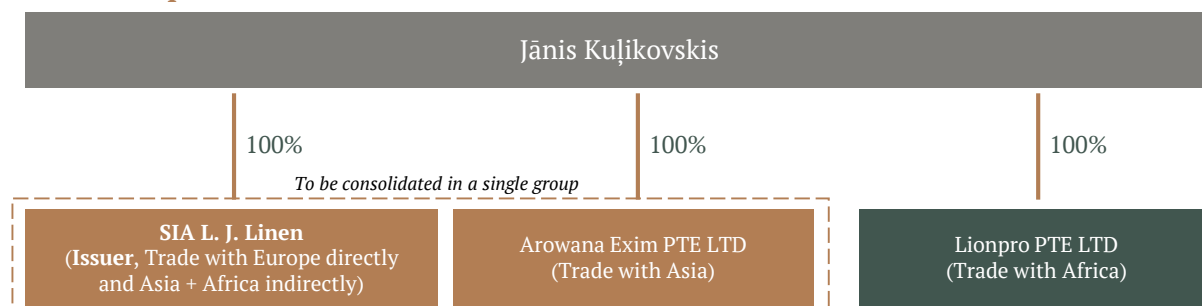 Jānis Kuļikovskis
100%
100%
100%
To be consolidated in a single group
SIA L. J. Linen
(Issuer, Trade with Europe directly
and Asia + Africa indirectly)
Arowana Exim PTE LTD
(Trade with Asia)
Lionpro PTE LTD
(Trade with Africa)